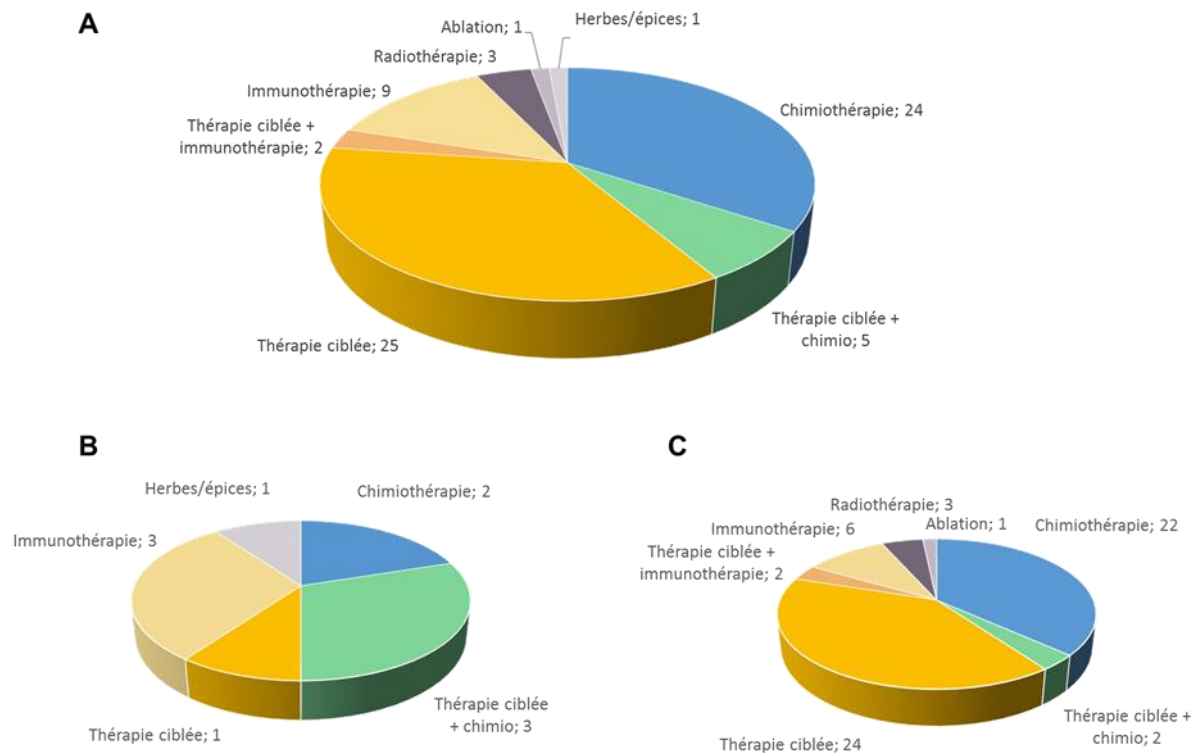 A
Ablation; 1
Herbes/épices; 1
Radiothérapie; 3
Immunothérapie; 9
Chimiothérapie; 24
Thérapie ciblée +
immunothérapie; 2
Thérapie ciblée +
chimio; 5
Thérapie ciblée; 25
B
Herbes/épices; 1
Chimiothérapie; 2
Immunothérapie; 3
Thérapie ciblée
+ chimio; 3
Thérapie ciblée; 1
C
Radiothérapie; 3
Ablation; 1
Chimiothérapie; 22
Immunothérapie; 6
Thérapie ciblée +
immunothérapie; 2
Thérapie ciblée +
chimio; 2
Thérapie ciblée; 24